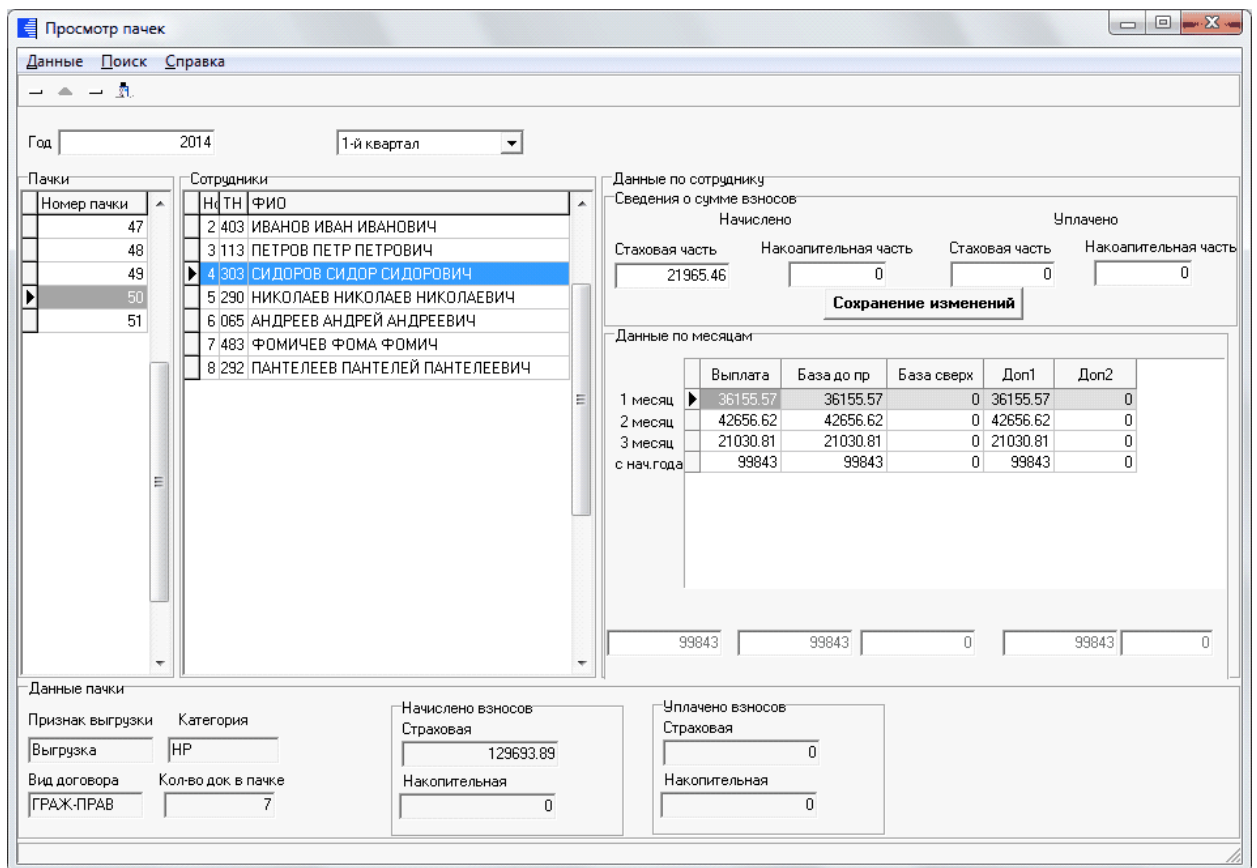 Просмотр пачек
Данные Поиск Справка
Год 2014 1-й квартал
Пачки
Номер пачки
47
48
49
50
51
Сотрудники
Но ТН ФИО
2 403 ИВАНОВ ИВАН ИВАНОВИЧ
3 113 ПЕТРОВ ПЕТР ПЕТРОВИЧ
4 303 СИДОРОВ СИДОР СИДОРОВИЧ
5 290 НИКОЛАЕВ НИКОЛАЕВ НИКОЛАЕВИЧ
6 065 АНДРЕЕВ АНДРЕЙ АНДРЕЕВИЧ
7 483 ФОМИЧЕВ ФОМА ФОМИЧ
8 292 ПАНТЕЛЕЕВ ПАНТЕЛЕЙ ПАНТЕЛЕЕВИЧ
Данные по сотруднику
Сведения о сумме взносов
Начислено Уплачено
Стаховая часть Накоапительная часть Стаховая часть Накоапительная часть
21965.46 0 0 0
Сохранение изменений
Данные по месяцам
Выплата База до пр База сверх Доп1 Доп2
1 месяц 36155.57 36155.57 0 36155.57 0
2 месяц 42656.62 42656.62 0 42656.62 0
3 месяц 21030.81 21030.81 0 21030.81 0
с нач.года 99843 99843 0 99843 0
99843 99843 0 99843 0
Данные пачки
Признак выгрузки Категория
Выгрузка НР
Вид договора Кол-во док в пачке
ГРАЖ-ПРАВ 7
Начислено взносов
Страховая
129693.89
Накопительная
0
Уплачено взносов
Страховая
0
Накопительная
0